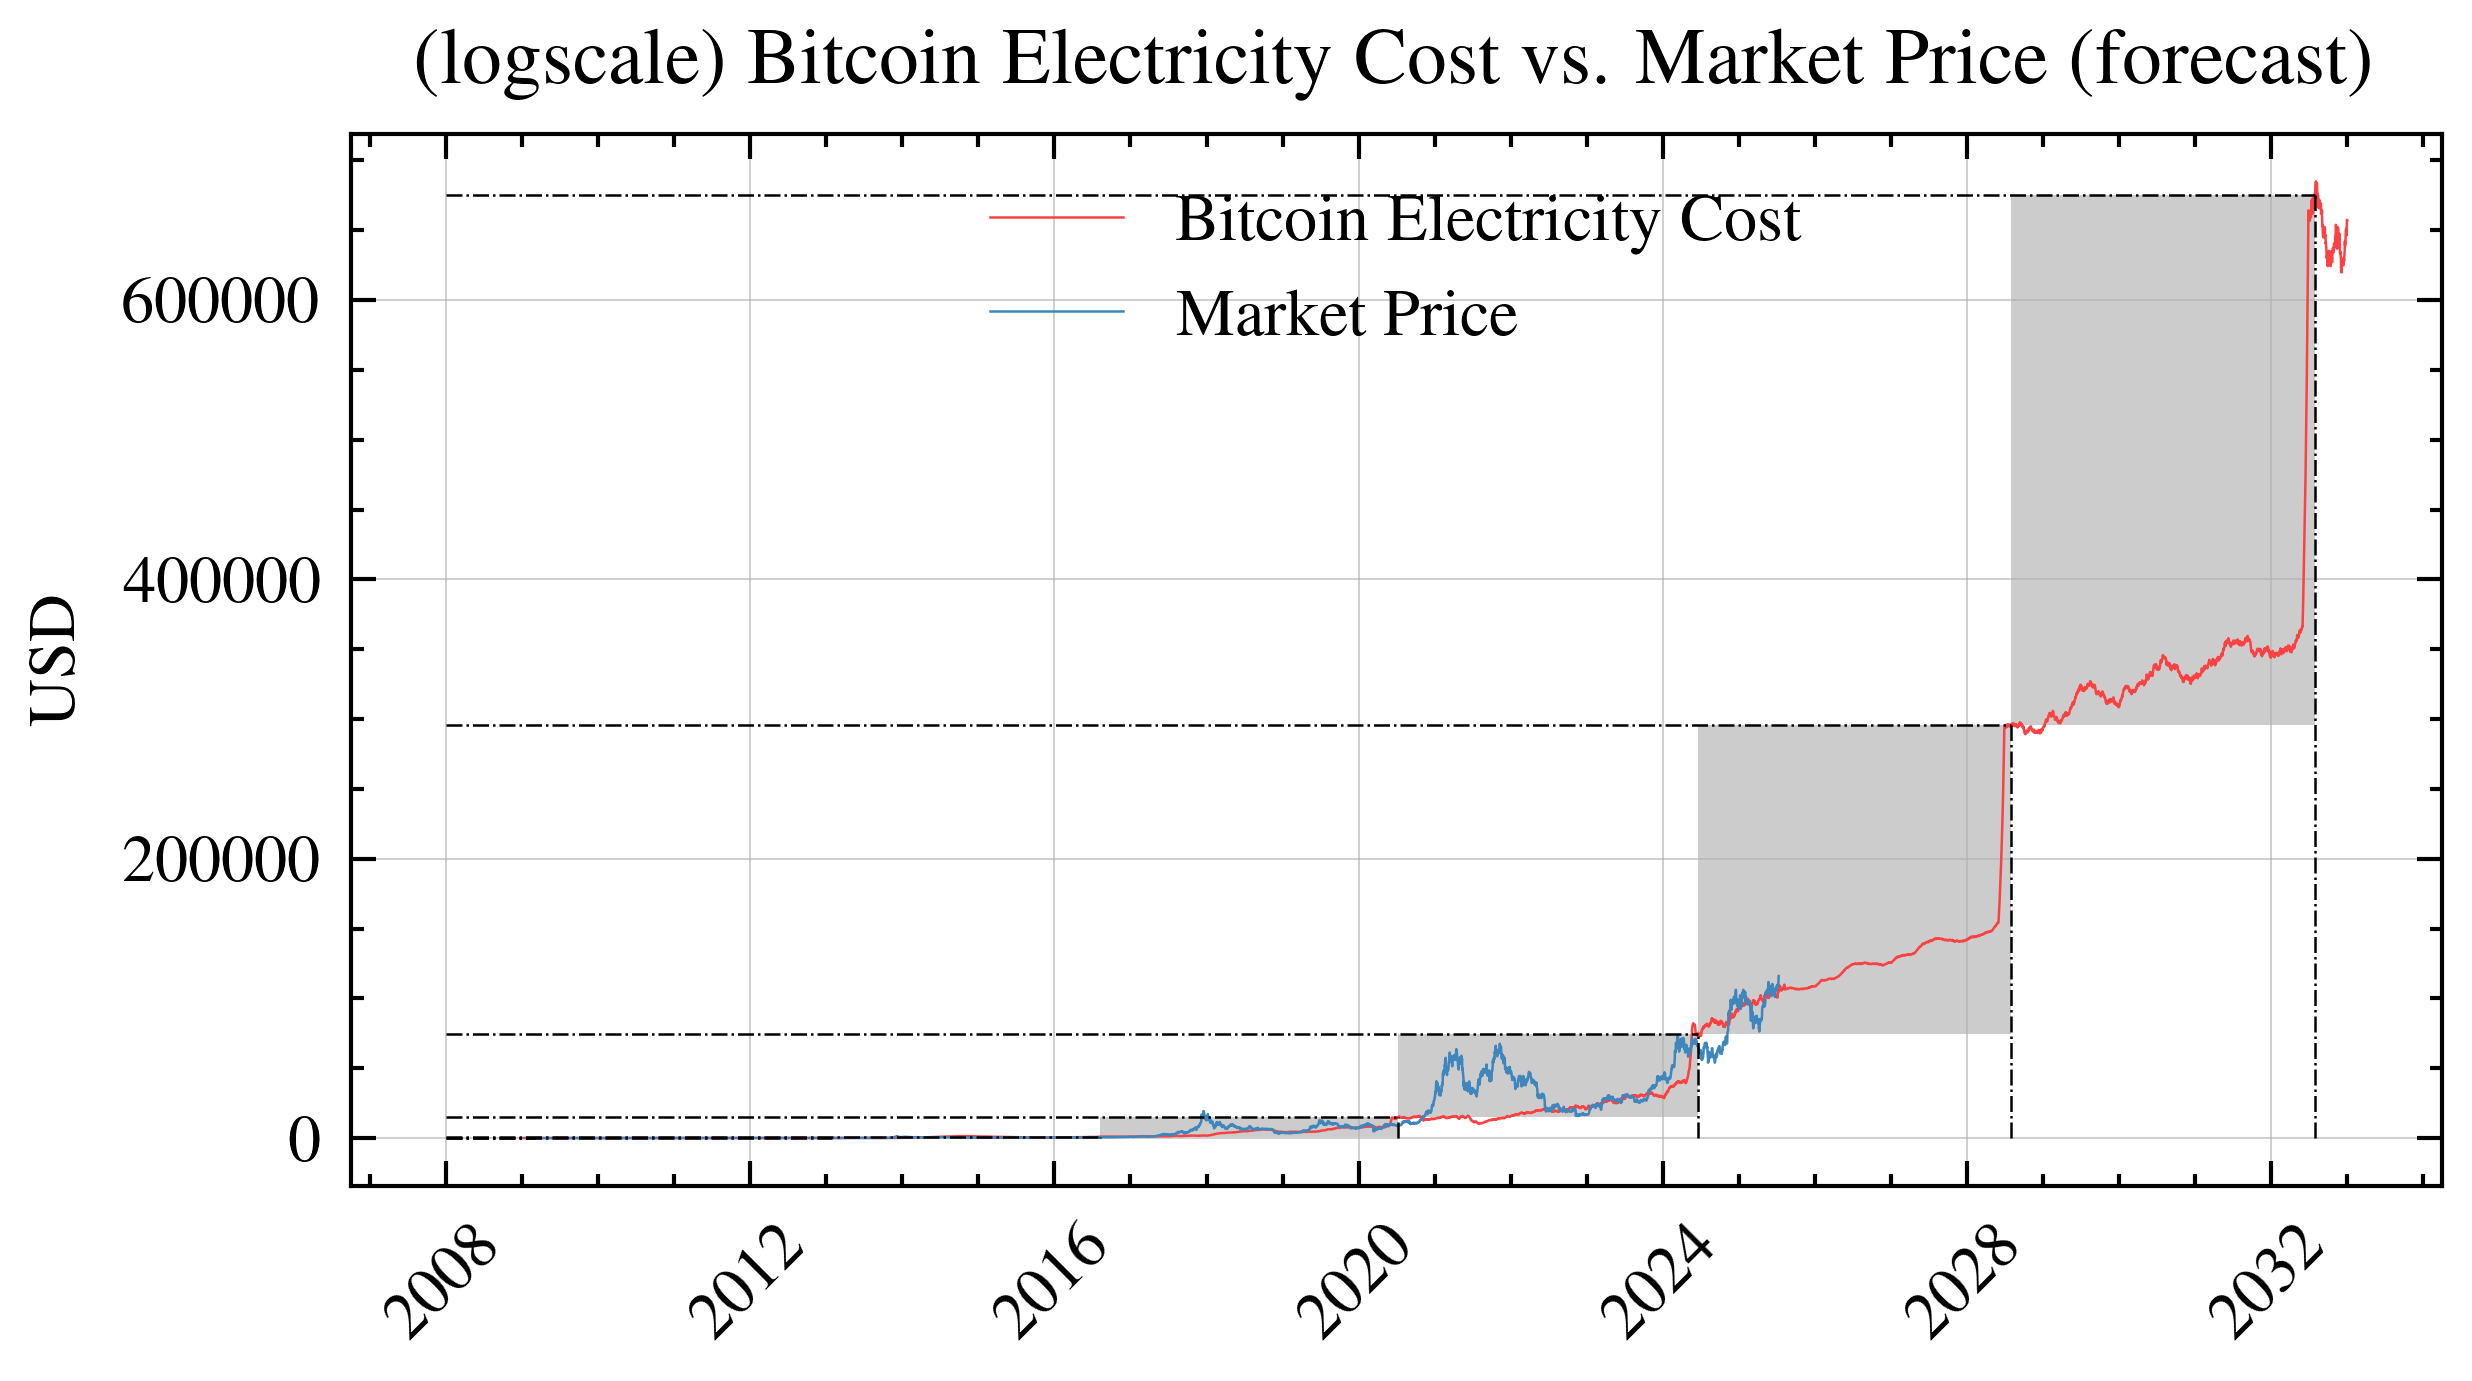 (logscale) Bitcoin Electricity Cost vs. Market Price (forecast)
Bitcoin Electricity Cost
Market Price
600000
400000
200000
0
USD
2008
2012
2016
2020
2024
2028
2032